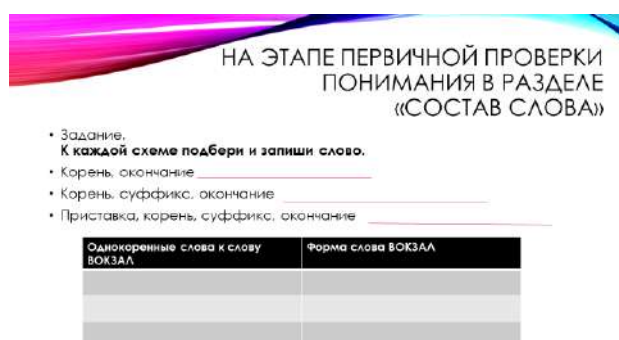 НА ЭТАПЕ ПЕРВИЧНОЙ ПРОВЕРКИ
ПОНИМАНИЯ В РАЗДЕЛЕ
«СОСТАВ СЛОВА»
• Задание.
К каждой схеме подбери и запиши слово.
• Корень, окончание
• Корень, суффикс, окончание
• Приставка, корень, суффикс, окончание
Однокоренные слова к слову
ВОКЗАЛ
Форма слова ВОКЗАЛ